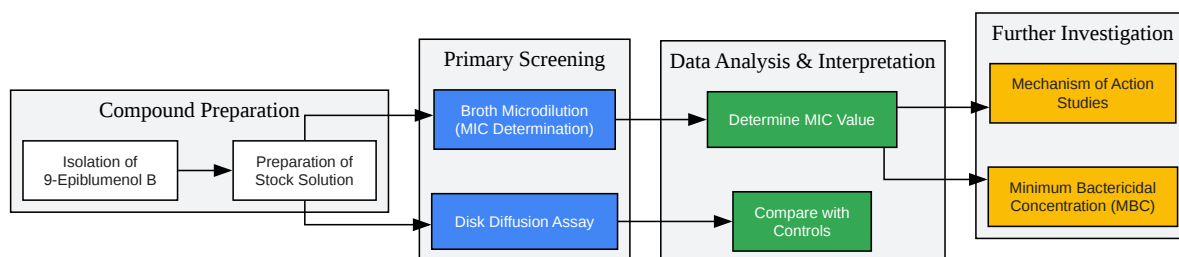 Compound Preparation
Isolation of
9-Epiblumenol B
Preparation of
Stock Solution
Primary Screening
Broth Microdilution
(MIC Determination)
Disk Diffusion Assay
Data Analysis & Interpretation
Determine MIC Value
Compare with
Controls
Further Investigation
Mechanism of Action
Studies
Minimum Bactericidal
Concentration (MBC)